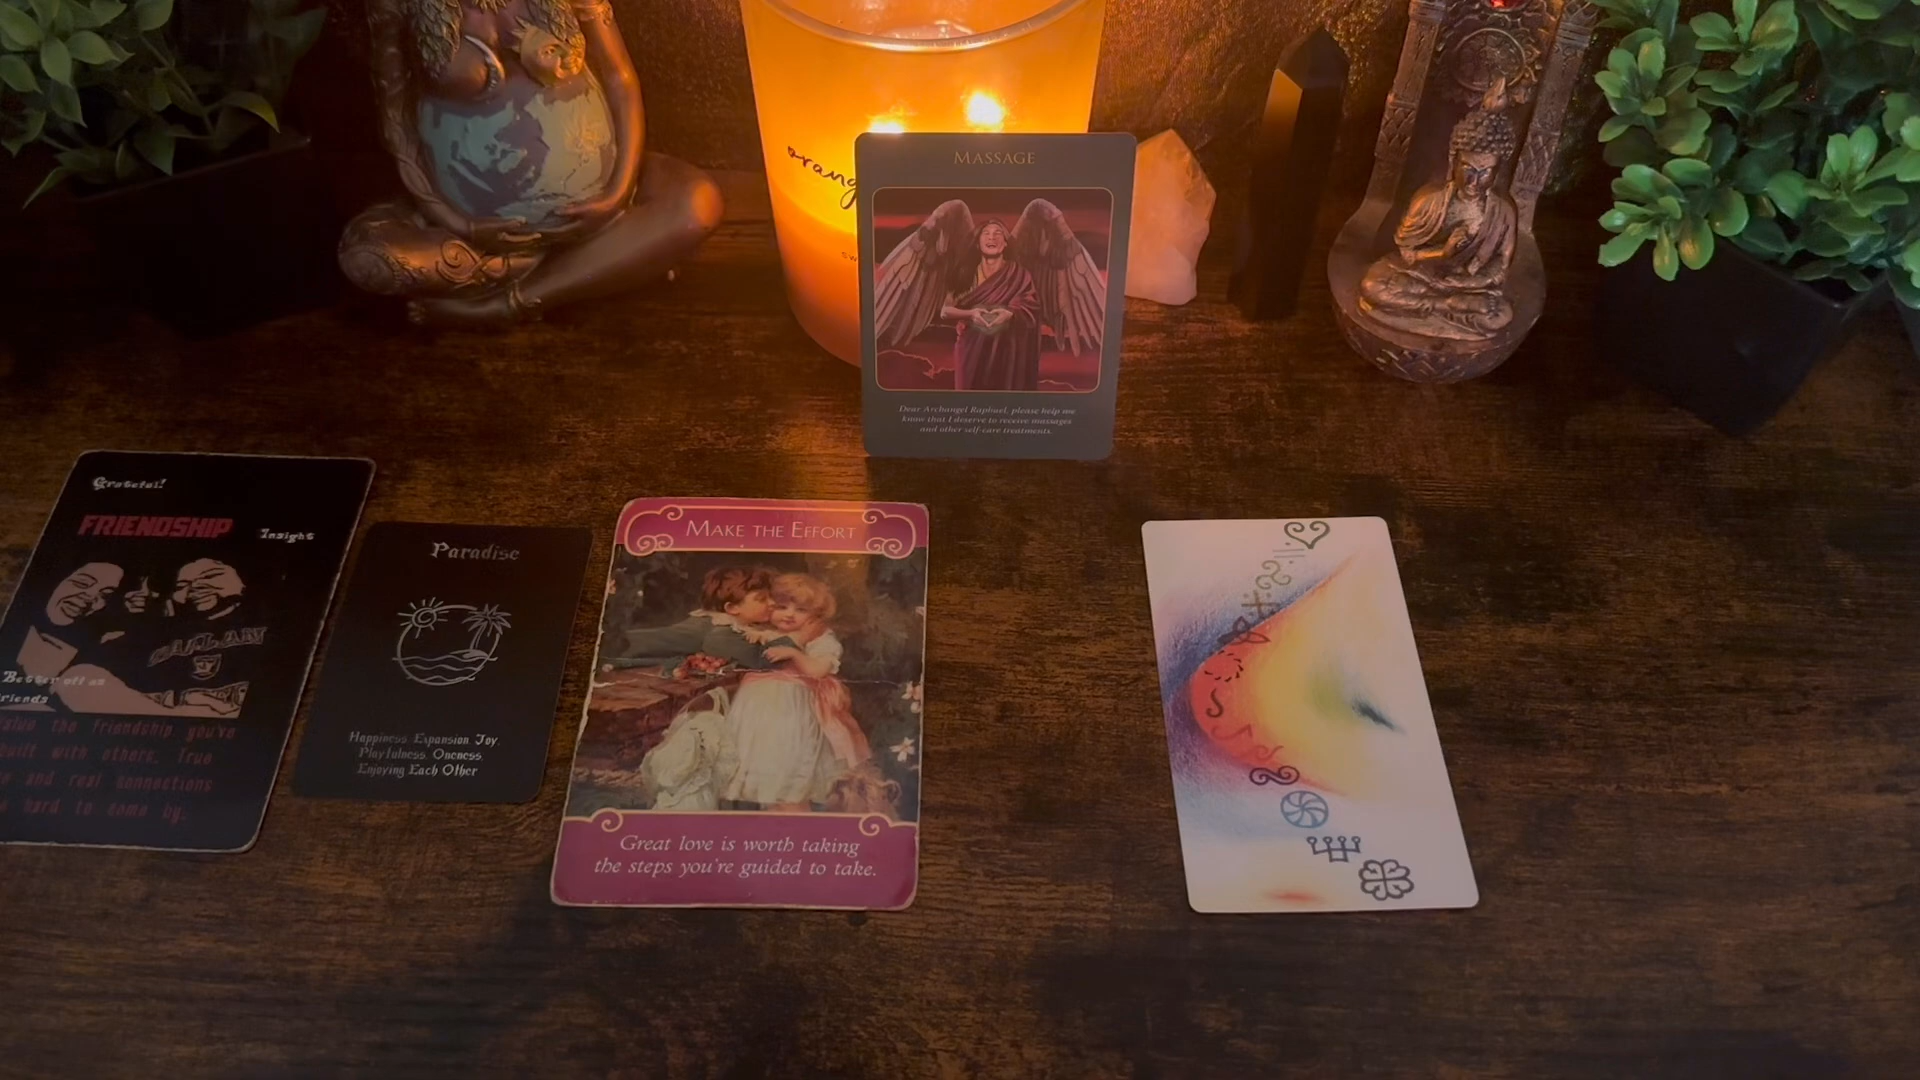 MASSAGE
Dear Archangel Raphael, please help me
know that I deserve to receive massages
and other self-care treatments.
orang
sw
Grateful!
FRIENDSHIP
Insight
Better off as
riends
value the friendship you've
built with others. True
and real connections
hard to come by.
Paradise
Happiness, Expansion, Joy,
Playfulness, Oneness,
Enjoying Each Other
MAKE THE EFFORT
Great love is worth taking
the steps you're guided to take.